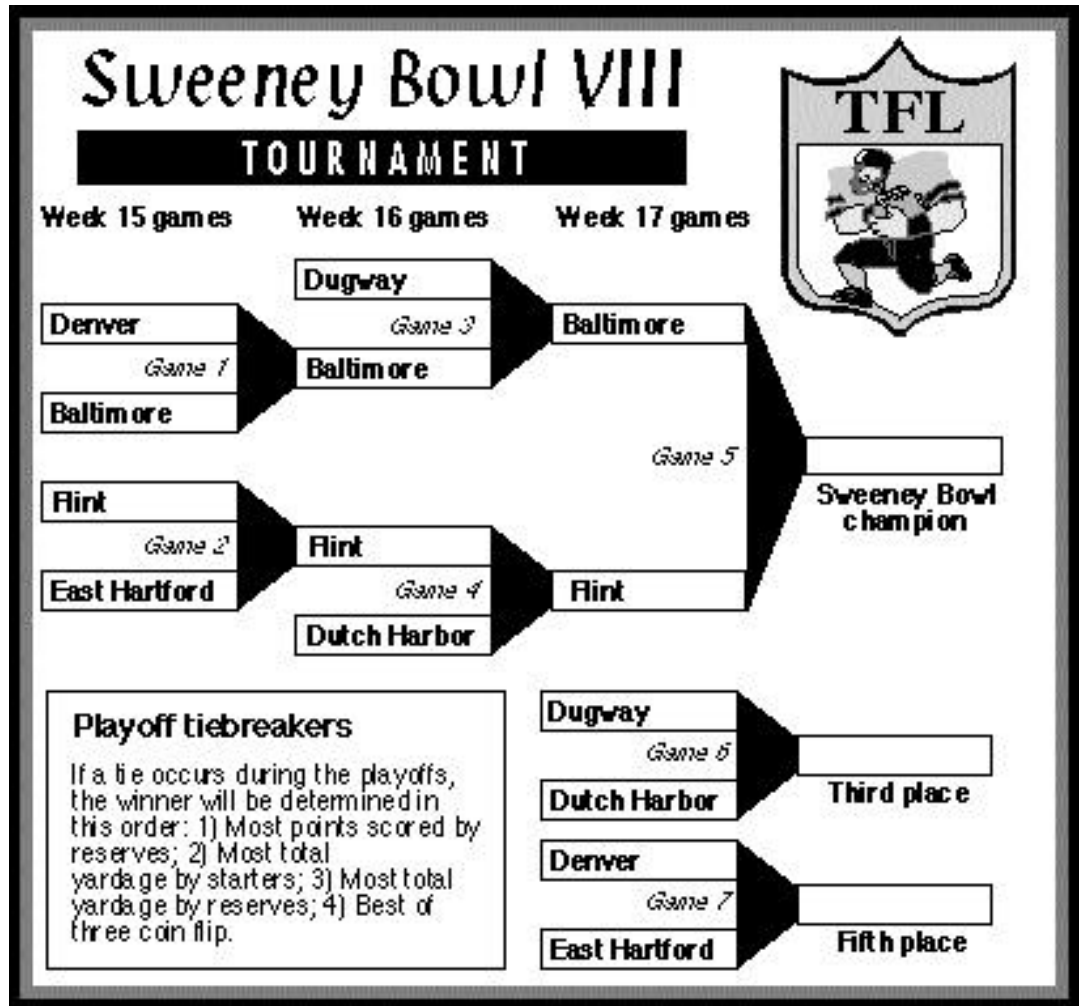 Sweeney Bowl VIII
TOURNAMENT
TFL
Week 15 games
Week 16 games
Week 17 games
Denver
Game 1
Baltimore
Flint
Game 2
East Hartford
Dugway
Game 3
Baltimore
Flint
Game 4
Dutch Harbor
Baltimore
Game 5
Flint
Sweeney Bowl
champion
Playoff tiebreakers
If a tie occurs during the playoffs,
the winner will be determined in
this order: 1) Most points scored by
reserves; 2) Most total
yardage by starters; 3) Most total
yardage by reserves; 4) Best of
three coin flip.
Dugway
Game 6
Dutch Harbor
Third place
Denver
Game 7
East Hartford
Fifth place